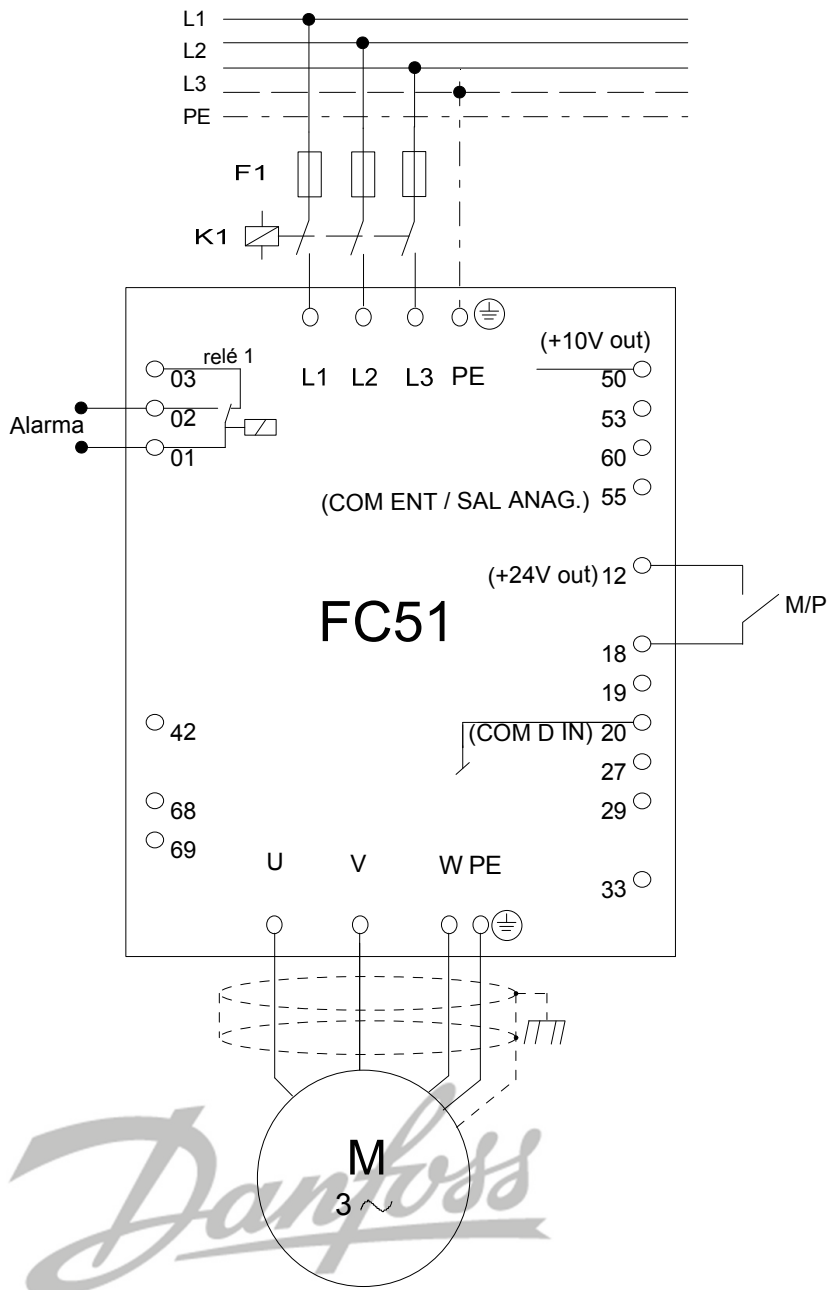 L1
L2
L3
PE
F1
K1
(+10V out)
relé 1
03
L1 L2 L3 PE
50
02
53
Alarma
01
60
(COM ENT / SAL ANAG.) 55
(+24V out) 12
M/P
FC51
18
19
42
(COM D IN) 20
27
68
29
69
U V W PE
33
M
3
Danfoss